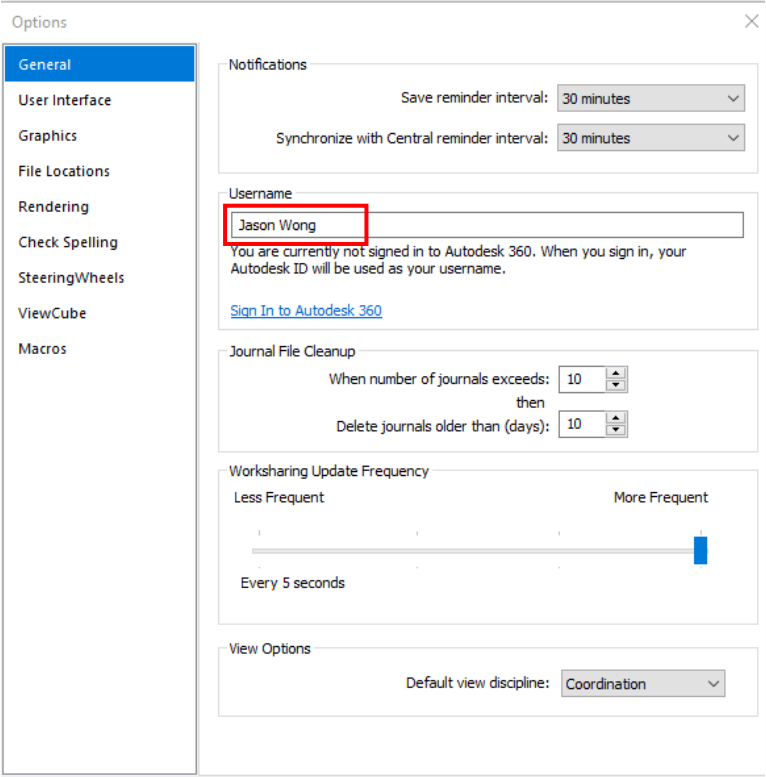 Options
General
User Interface
Graphics
File Locations
Rendering
Check Spelling
SteeringWheels
ViewCube
Macros
Notifications
Save reminder interval: 30 minutes
Synchronize with Central reminder interval: 30 minutes
Username
Jason Wong
You are currently not signed in to Autodesk 360. When you sign in, your
Autodesk ID will be used as your username.
Sign In to Autodesk 360
Journal File Cleanup
When number of journals exceeds: 10
then
Delete journals older than (days): 10
Worksharing Update Frequency
Less Frequent More Frequent
Every 5 seconds
View Options
Default view discipline: Coordination